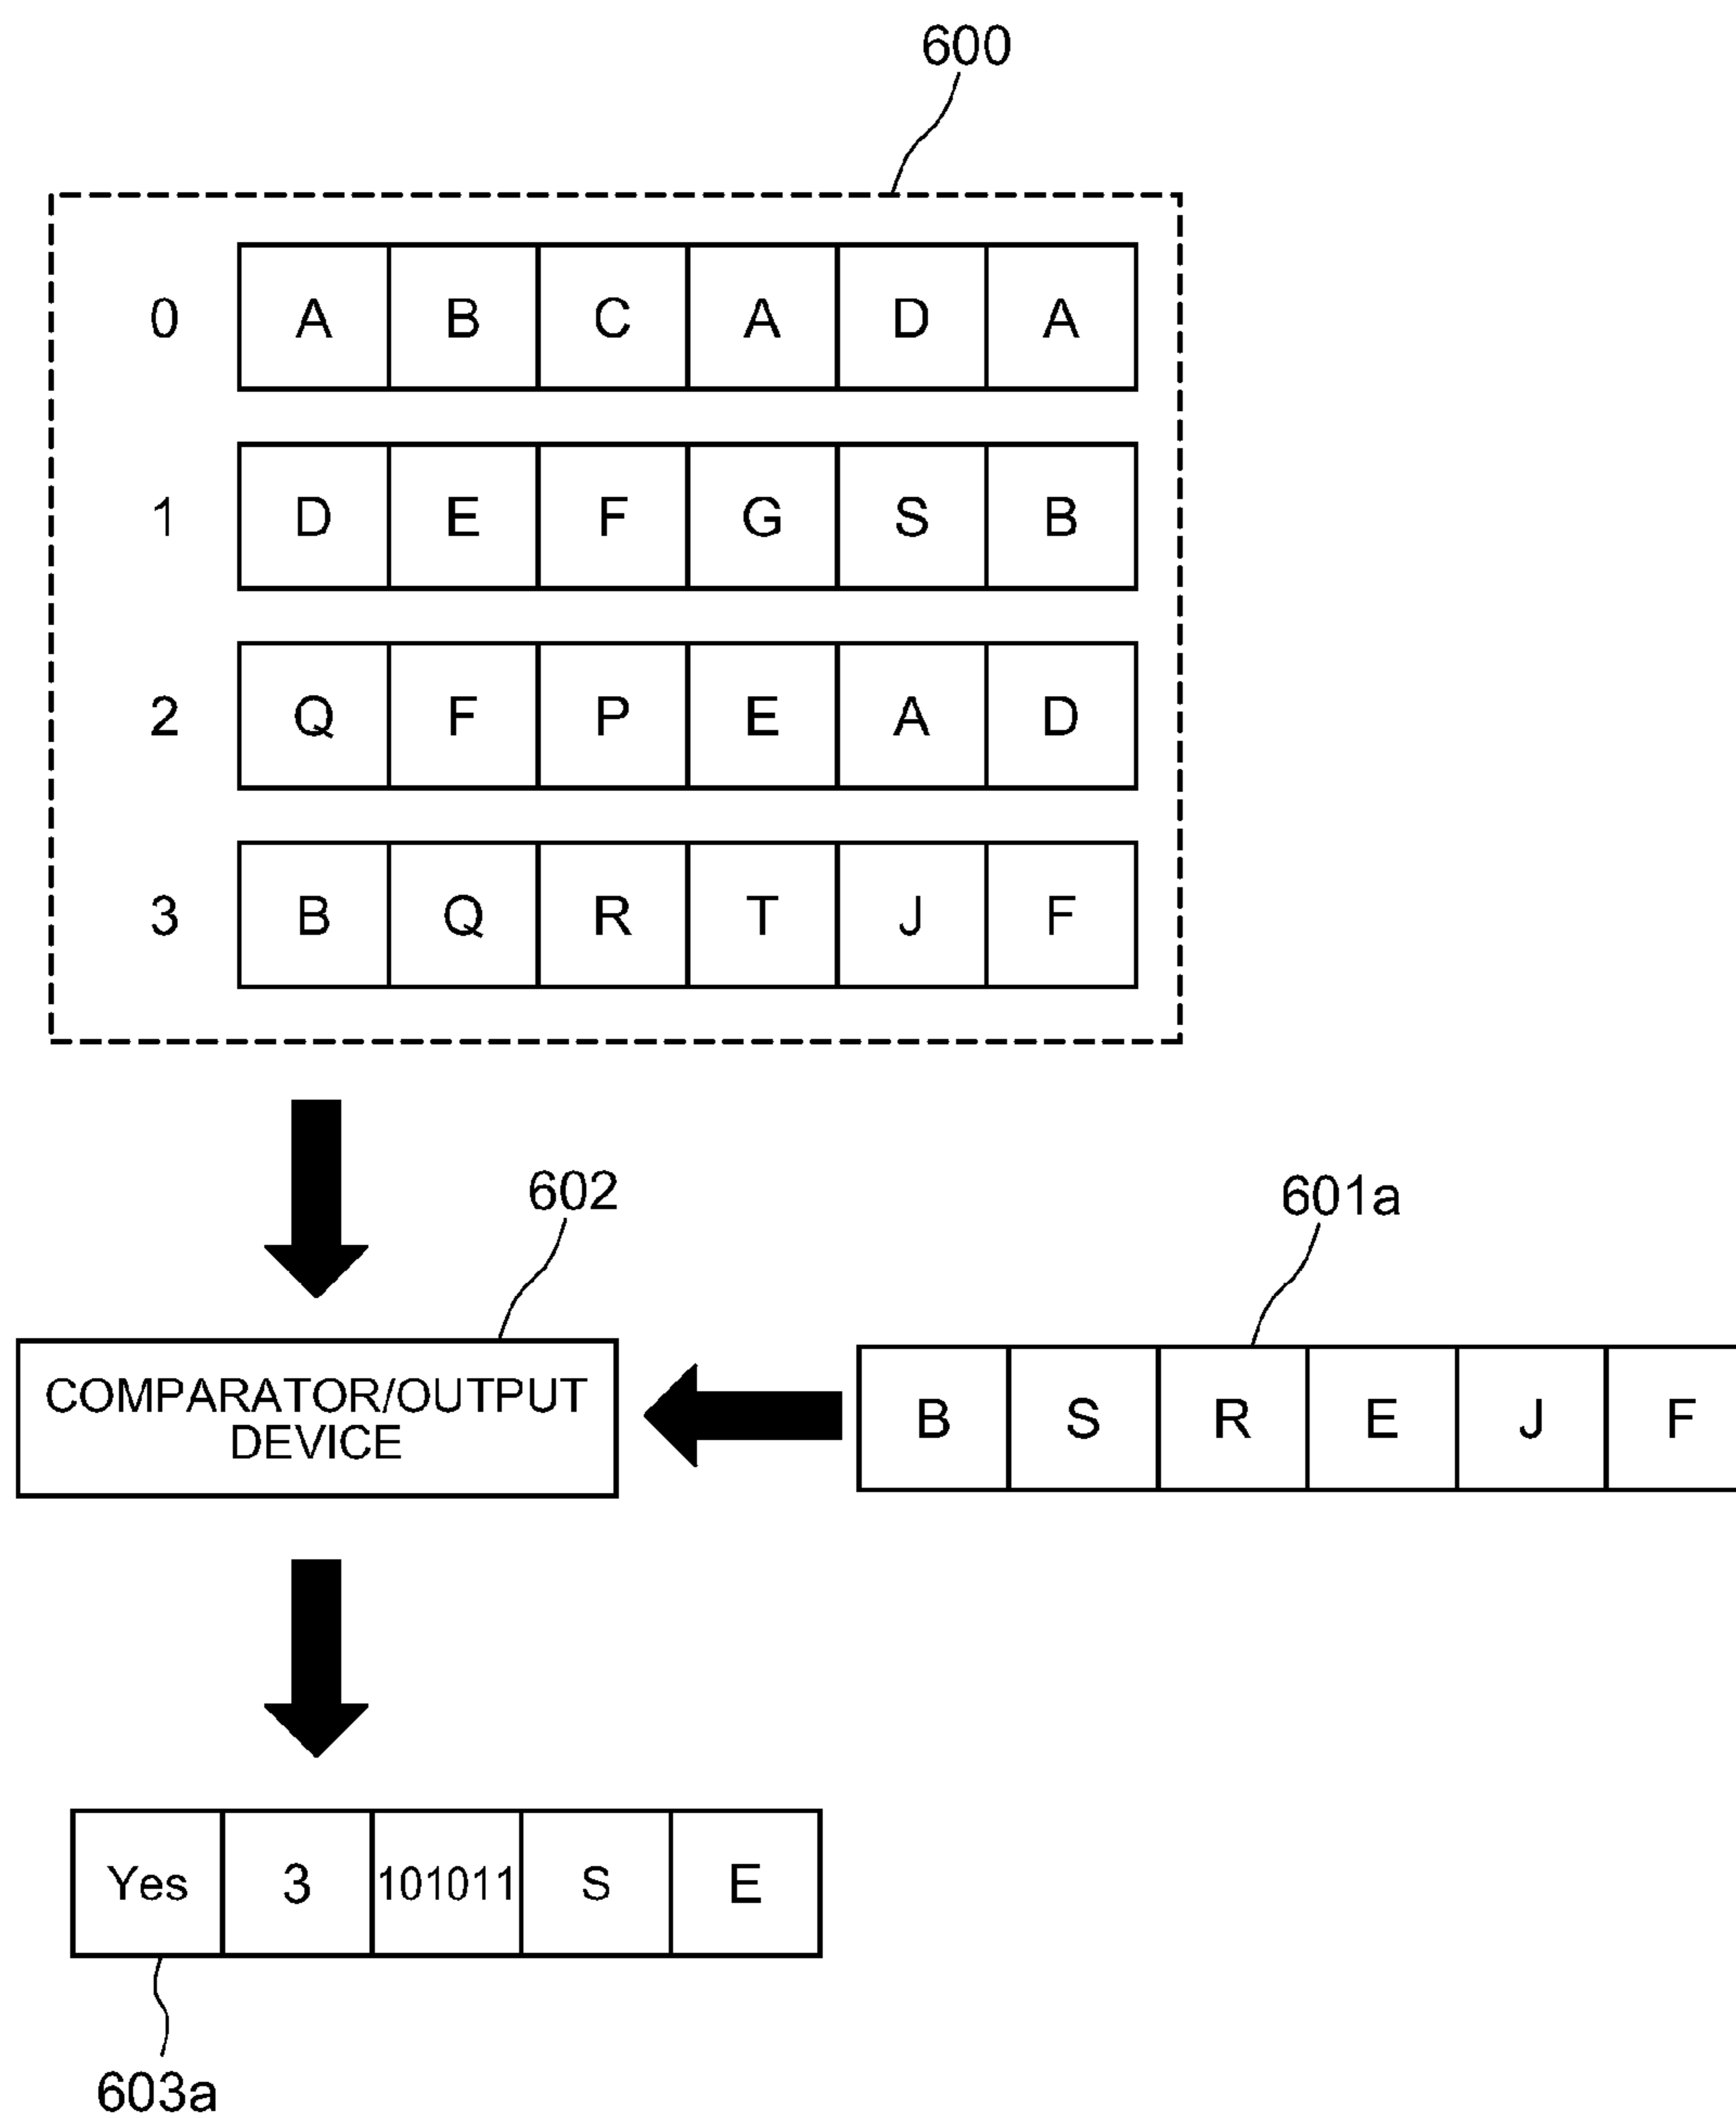 600
0 A B C A D A
1 D E F G S B
2 Q F P E A D
3 B Q R T J F
602
601a
COMPARATOR/OUTPUT
DEVICE
B S R E J F
Yes 3 101011 S E
603a